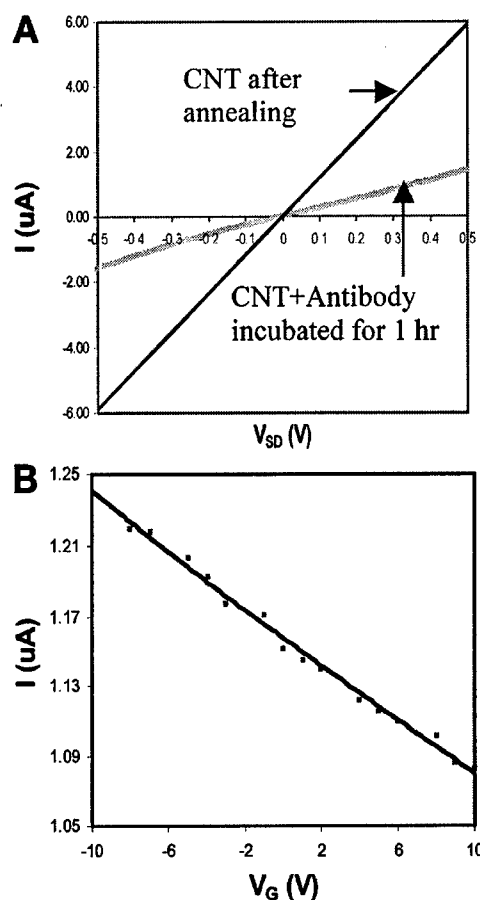 A
6.00
4.00
2.00
0.00
-2.00
-4.00
-6.00
I (uA)
CNT after
annealing
-0.5 -0.4 -0.3 -0.2 -0.1 0 0.1 0.2 0.3 0.4 0.5
CNT+Antibody
incubated for 1 hr
VSD (V)
B
1.25
1.21
1.17
1.13
1.09
1.05
I (uA)
-10 -6 -2 2 6 10
VG (V)